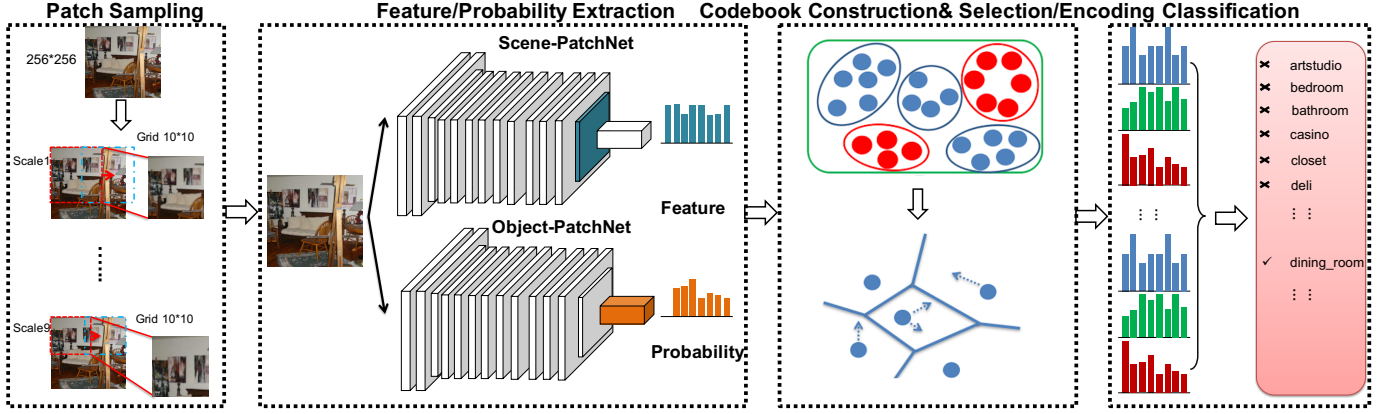 Patch Sampling
Feature/Probability Extraction
Codebook Construction& Selection/Encoding Classification
256*256
Grid 10*10
Scale1
Scale9
Grid 10*10
Scene-PatchNet
Feature
Object-PatchNet
Probability
artstudio
bedroom
bathroom
casino
closet
deli
dining_room